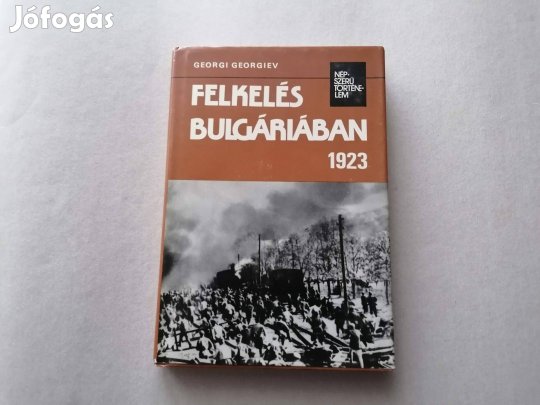 Jófogás
GEORGI GEORGIEV
NÉP-
SZERŰ
TÖRTÉNE-
LEM
FELKELÉS
BULGÁRIÁBAN
1923